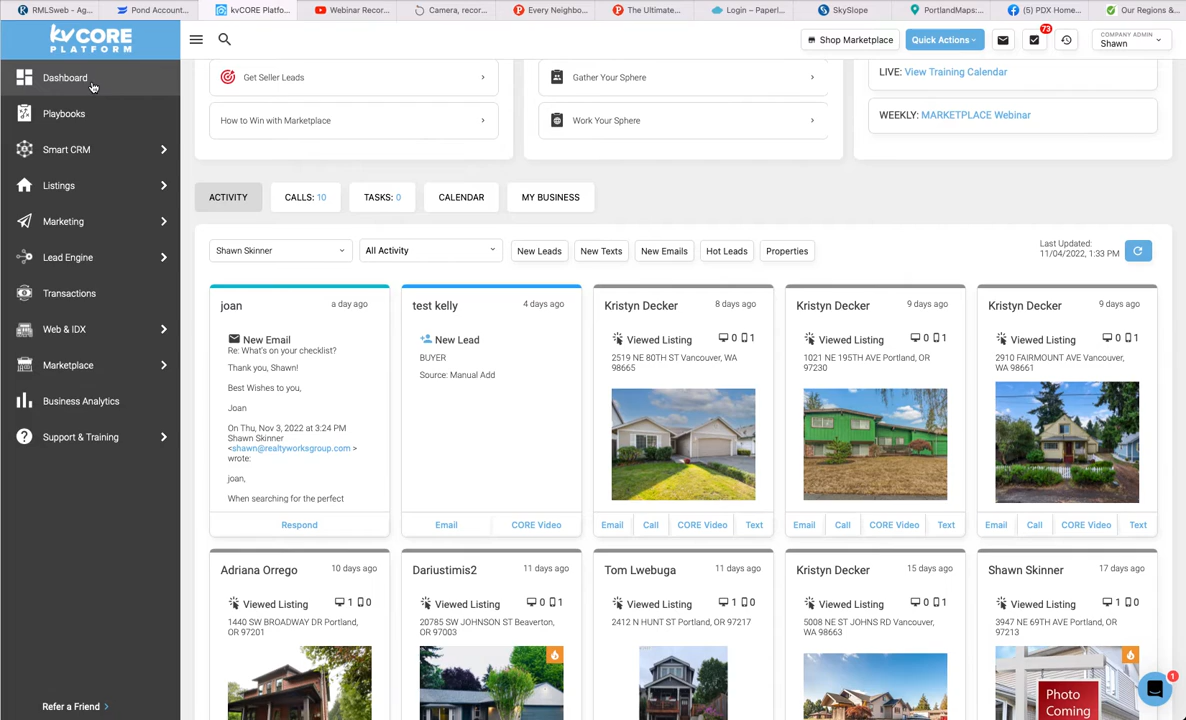 RMLSweb - Ag...
Pond Account...
kvCORE Platfo...
Webinar Recor...
Camera, recor...
Every Neighbo...
The Ultimate...
Login – Paperl...
SkySlope
PortlandMaps:...
(5) PDX Home...
Our Regions &...
kvCORE
PLATFORM
Shop Marketplace
Quick Actions
73
COMPANY ADMIN
Shawn
Dashboard
Playbooks
Smart CRM
Listings
Marketing
Lead Engine
Transactions
Web & IDX
Marketplace
Business Analytics
Support & Training
Refer a Friend
Get Seller Leads
How to Win with Marketplace
Gather Your Sphere
Work Your Sphere
LIVE: View Training Calendar
WEEKLY: MARKETPLACE Webinar
ACTIVITY
CALLS: 10
TASKS: 0
CALENDAR
MY BUSINESS
Shawn Skinner
All Activity
New Leads
New Texts
New Emails
Hot Leads
Properties
Last Updated:
11/04/2022, 1:33 PM
joan a day ago
New Email
Re: What's on your checklist?
Thank you, Shawn!
Best Wishes to you,
Joan
On Thu, Nov 3, 2022 at 3:24 PM
Shawn Skinner
<shawn@realtyworksgroup.com >
wrote:
joan,
When searching for the perfect
Respond
test kelly 4 days ago
New Lead
BUYER
Source: Manual Add
Email CORE Video
Kristyn Decker 8 days ago
Viewed Listing 0 1
2519 NE 80TH ST Vancouver, WA
98665
Email Call CORE Video Text
Kristyn Decker 9 days ago
Viewed Listing 0 1
1021 NE 195TH AVE Portland, OR
97230
Email Call CORE Video Text
Kristyn Decker 9 days ago
Viewed Listing 0 1
2910 FAIRMOUNT AVE Vancouver,
WA 98661
Email Call CORE Video Text
Adriana Orrego 10 days ago
Viewed Listing 1 0
1440 SW BROADWAY DR Portland,
OR 97201
Dariustimis2 11 days ago
Viewed Listing 0 1
20785 SW JOHNSON ST Beaverton,
OR 97003
Tom Lwebuga 11 days ago
Viewed Listing 1 0
2412 N HUNT ST Portland, OR 97217
Kristyn Decker 15 days ago
Viewed Listing 0 1
5008 NE ST JOHNS RD Vancouver,
WA 98663
Shawn Skinner 17 days ago
Viewed Listing 1 0
3947 NE 69TH AVE Portland, OR
97213
Photo
Coming
1